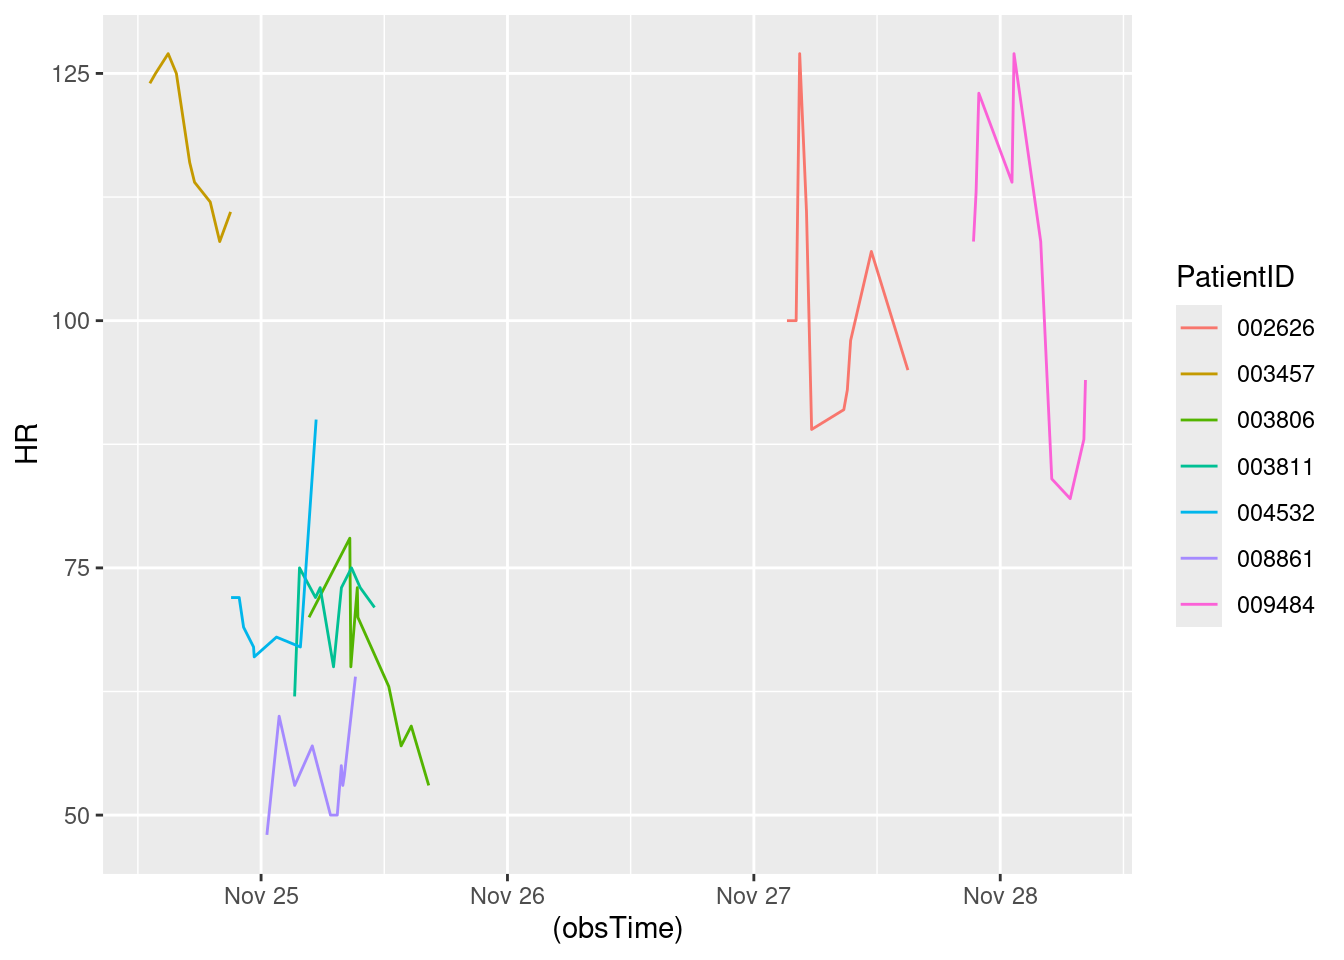 125
100
75
50
HR
Nov 25
Nov 26
Nov 27
Nov 28
(obsTime)
PatientID
002626
003457
003806
003811
004532
008861
009484